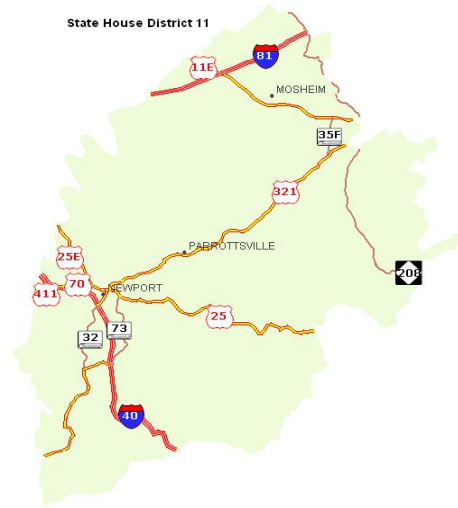 State House District 11
81
11E
MOSHEIM
35F
321
PARROTTSVILLE
25E
208
70
411
NEWPORT
25
73
32
40